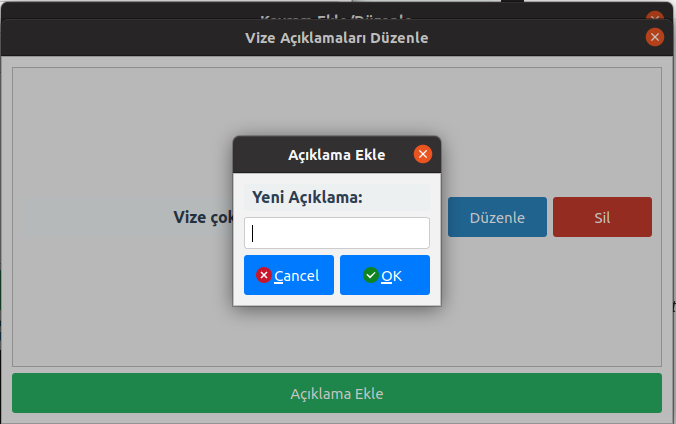 Kavram Ekle/Düzenle
Vize Açıklamaları Düzenle
Açıklama Ekle
Yeni Açıklama:
Vize çok
Düzenle
Sil
Cancel
OK
Açıklama Ekle